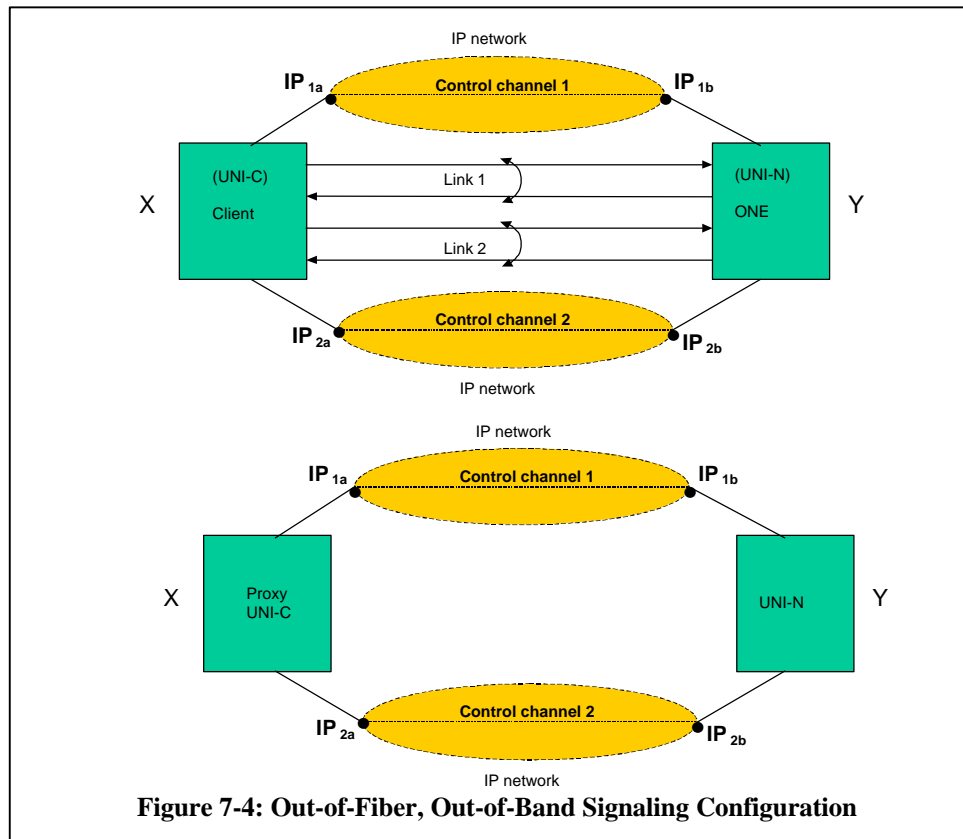 IP network
IP 1a
Control channel 1
IP 1b
X
(UNI-C)
Client
Link 1
Link 2
(UNI-N)
ONE
Y
IP 2a
Control channel 2
IP 2b
IP network
IP network
IP 1a
Control channel 1
IP 1b
X
Proxy
UNI-C
UNI-N
Y
IP 2a
Control channel 2
IP 2b
IP network
Figure 7-4: Out-of-Fiber, Out-of-Band Signaling Configuration